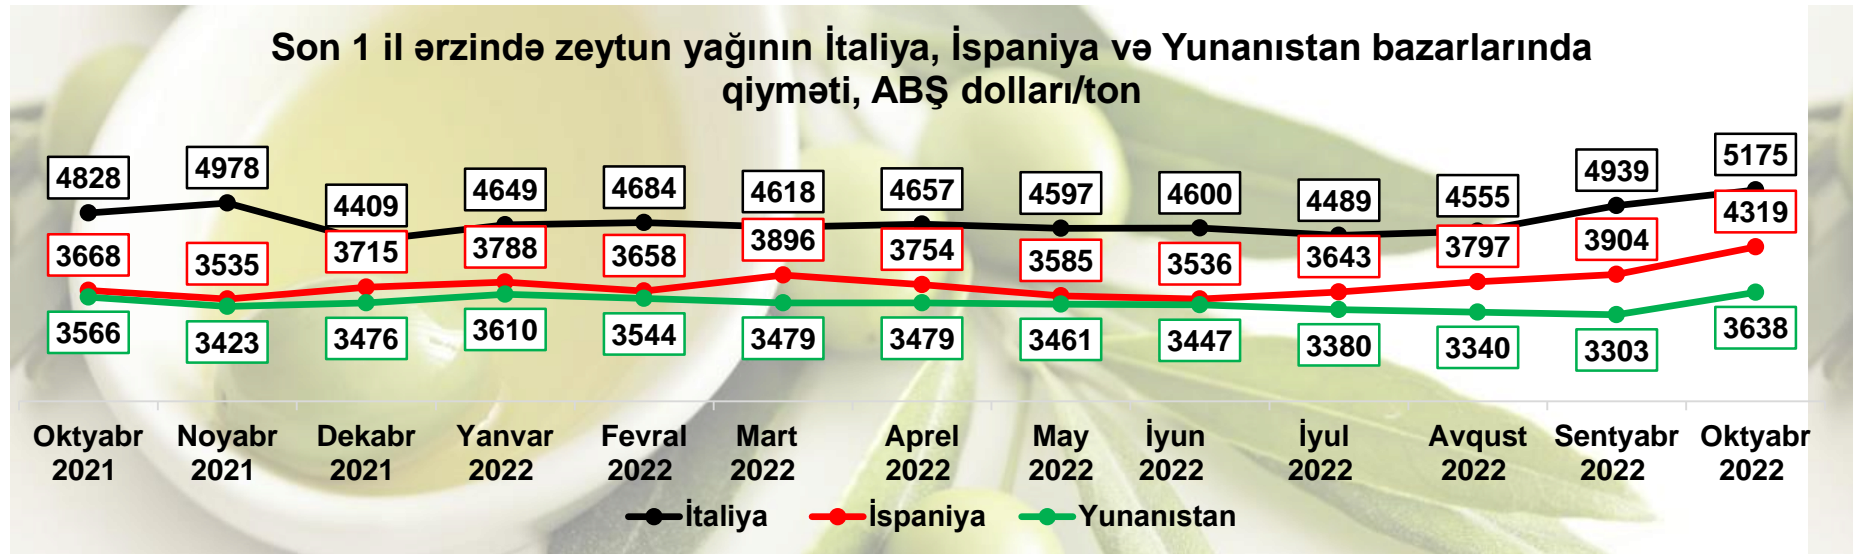 Son 1 il ərzində zeytun yağının İtaliya, İspaniya və Yunanıstan bazarlarında
qiyməti, ABŞ dolları/ton
4828 4978 4409 4649 4684 4618 4657 4597 4600 4489 4555 4939 5175
3668 3535 3715 3788 3658 3896 3754 3585 3536 3643 3797 3904 4319
3566 3423 3476 3610 3544 3479 3479 3461 3447 3380 3340 3303 3638
Oktyabr Noyabr Dekabr Yanvar Fevral Mart Aprel May İyun İyul Avqust Sentyabr Oktyabr
2021 2021 2021 2022 2022 2022 2022 2022 2022 2022 2022 2022 2022
İtaliya İspaniya Yunanıstan